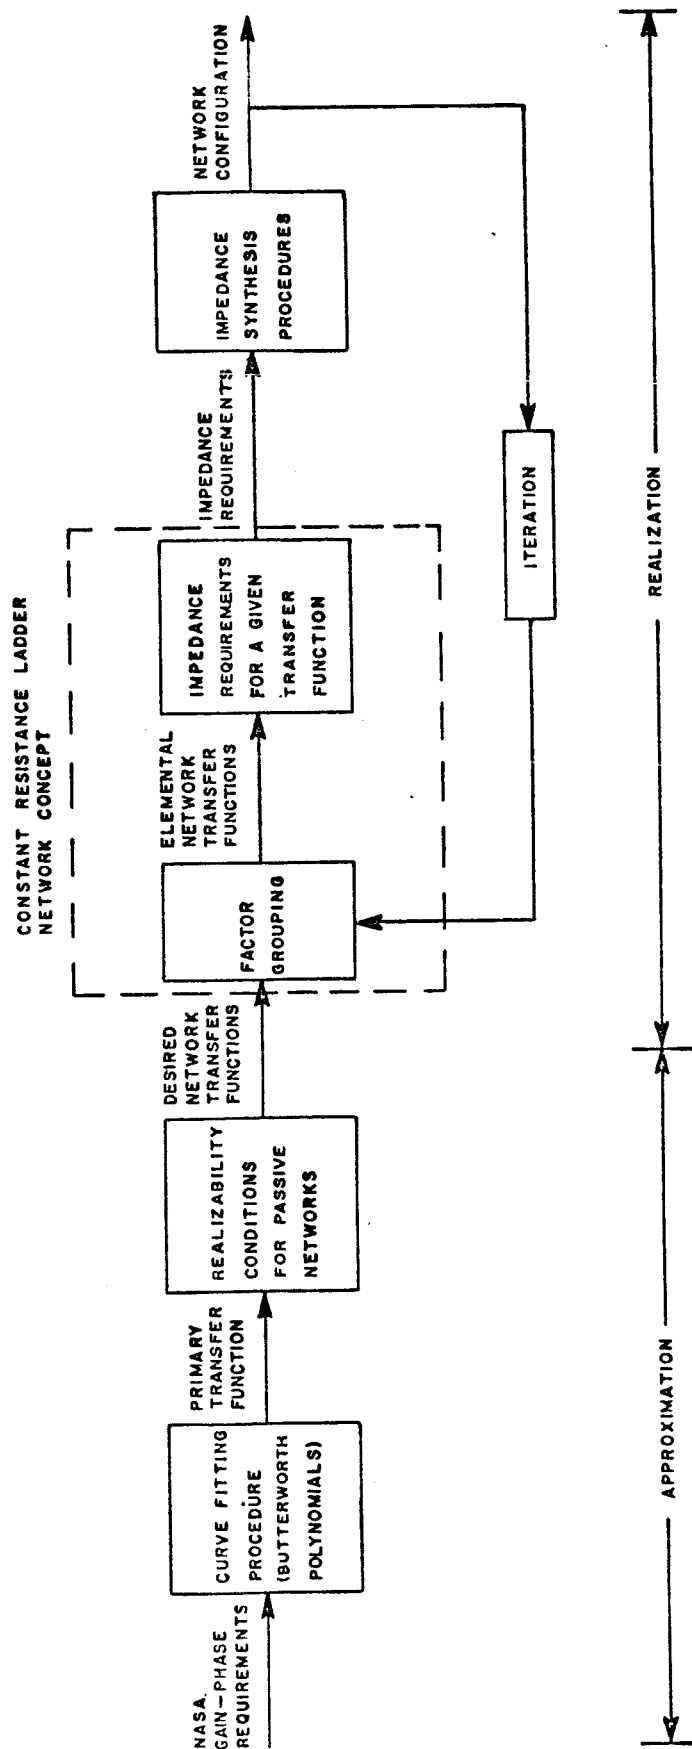 NASA.
GAIN-PHASE
REQUIREMENTS
CURVE FITTING
PROCEDURE
(BUTTERWORTH
POLYNOMIALS)
PRIMARY
TRANSFER
FUNCTION
REALIZABILITY
CONDITIONS
FOR PASSIVE
NETWORKS
DESIRED
NETWORK
TRANSFER
FUNCTIONS
CONSTANT RESISTANCE LADDER
NETWORK CONCEPT
FACTOR
GROUPING
ELEMENTAL
NETWORK
TRANSFER
FUNCTIONS
IMPEDANCE
REQUIREMENTS
FOR A GIVEN
TRANSFER
FUNCTION
IMPEDANCE
REQUIREMENTS
IMPEDANCE
SYNTHESIS
PROCEDURES
NETWORK
CONFIGURATION
ITERATION
APPROXIMATION
REALIZATION